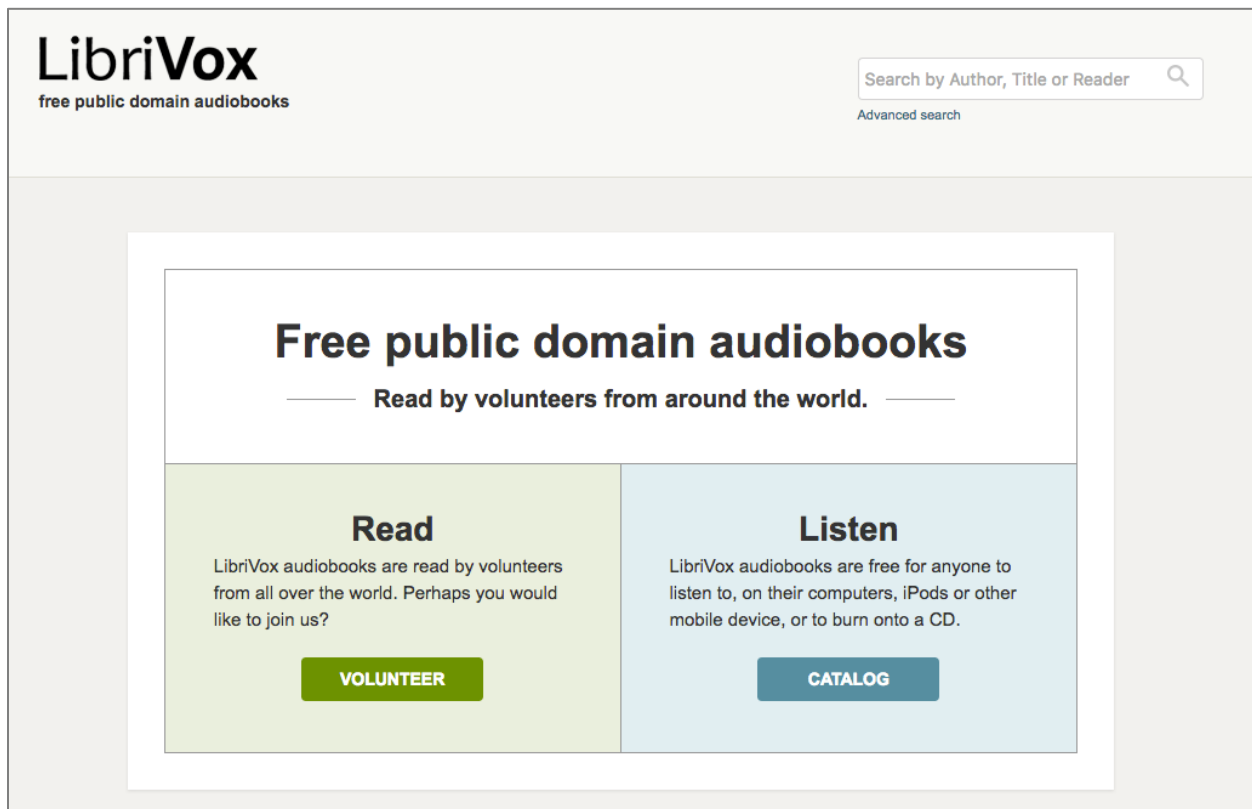 LibriVox
free public domain audiobooks
Search by Author, Title or Reader
Advanced search
Free public domain audiobooks
Read by volunteers from around the world.
Read
LibriVox audiobooks are read by volunteers
from all over the world. Perhaps you would
like to join us?
VOLUNTEER
Listen
LibriVox audiobooks are free for anyone to
listen to, on their computers, iPods or other
mobile device, or to burn onto a CD.
CATALOG